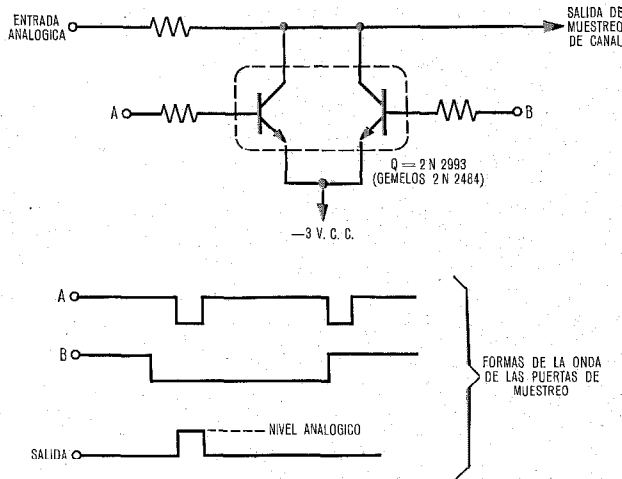 ENTRADA
ANALOGICA
SALIDA DE
MUESTREO
DE CANAL
A
B
Q = 2 N 2993
(GEMELOS 2 N 2484)
—3 V. C. C.
A
B
FORMAS DE LA ONDA
DE LAS PUERTAS DE
MUESTREO
NIVEL ANALOGICO
SALIDA